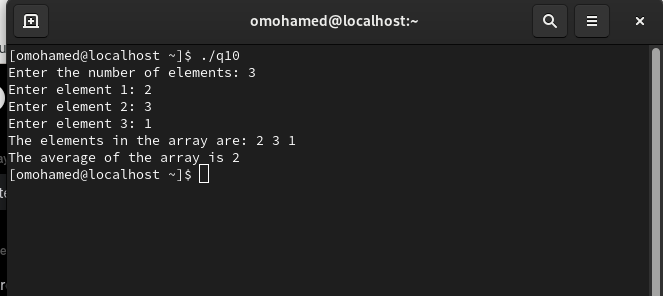 omohamed@localhost:~
[omohamed@localhost ~]$ ./q10
Enter the number of elements: 3
Enter element 1: 2
Enter element 2: 3
Enter element 3: 1
The elements in the array are: 2 3 1
The average of the array is 2
[omohamed@localhost ~]$